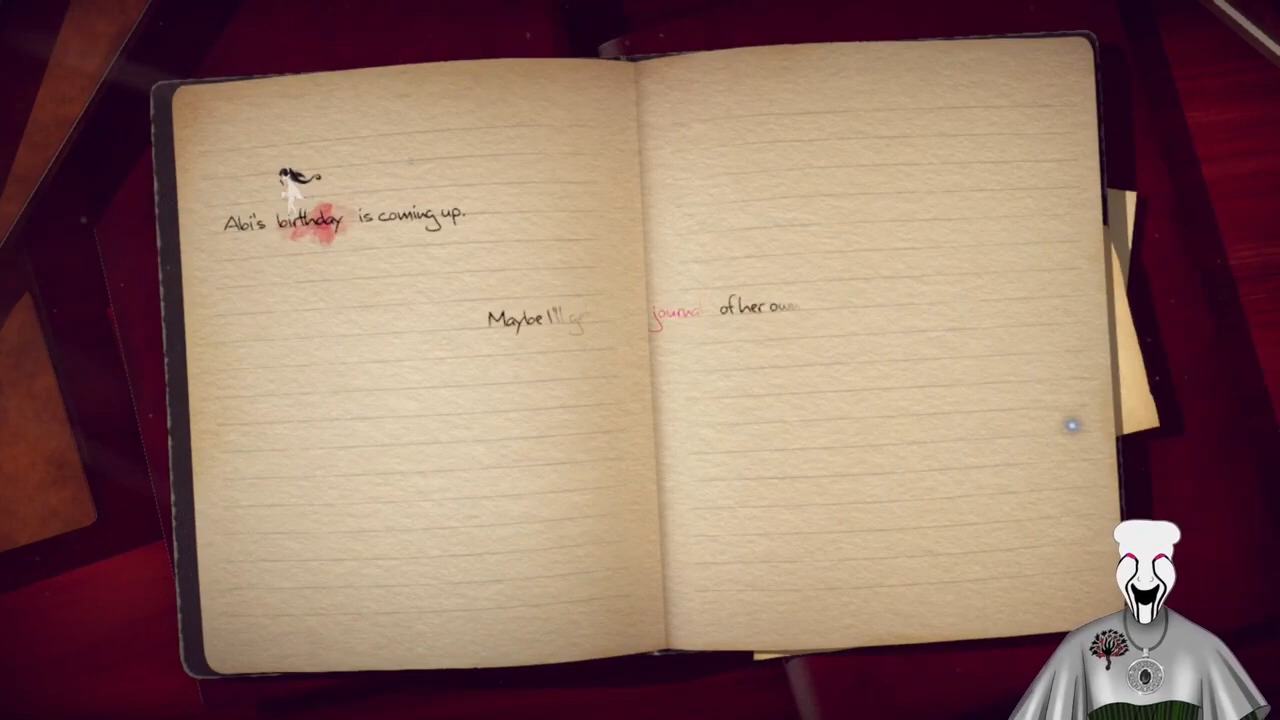 Abi's birthday is coming up.
Maybe I'll journal of her own